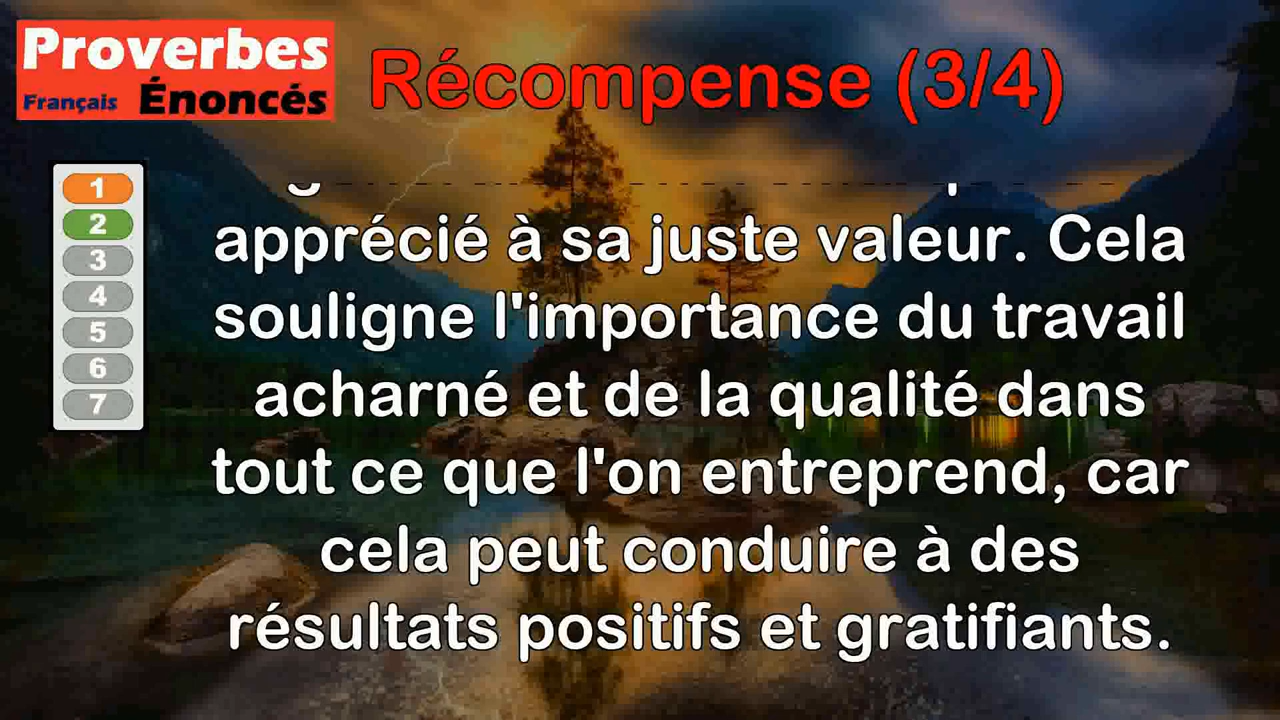 Proverbes
Français Énoncés
Récompense (3/4)
1
2
3
4
5
6
7
apprécié à sa juste valeur. Cela
souligne l'importance du travail
acharné et de la qualité dans
tout ce que l'on entreprend, car
cela peut conduire à des
résultats positifs et gratifiants.